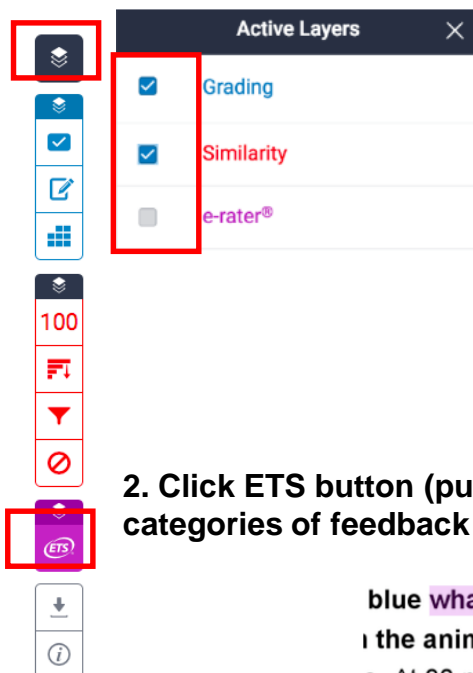 Active Layers
Grading
Similarity
e-rater®
100
2. Click ETS button (pu
categories of feedback
ETS
blue wha
the anin